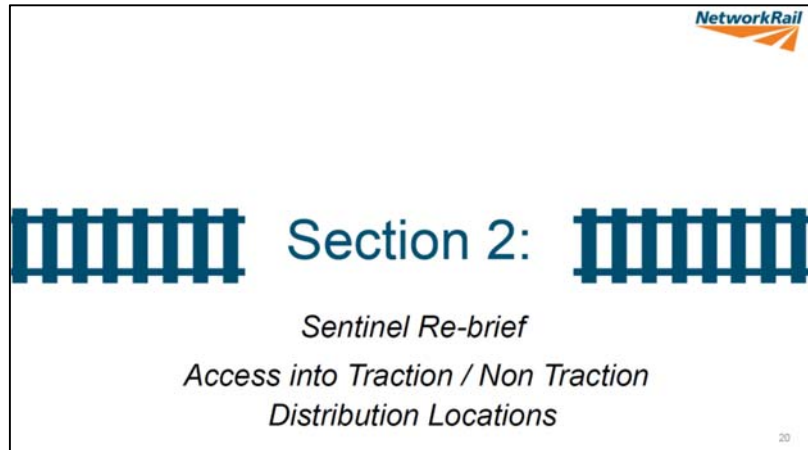 NetworkRail
Section 2:
Sentinel Re-brief
Access into Traction / Non Traction
Distribution Locations
20